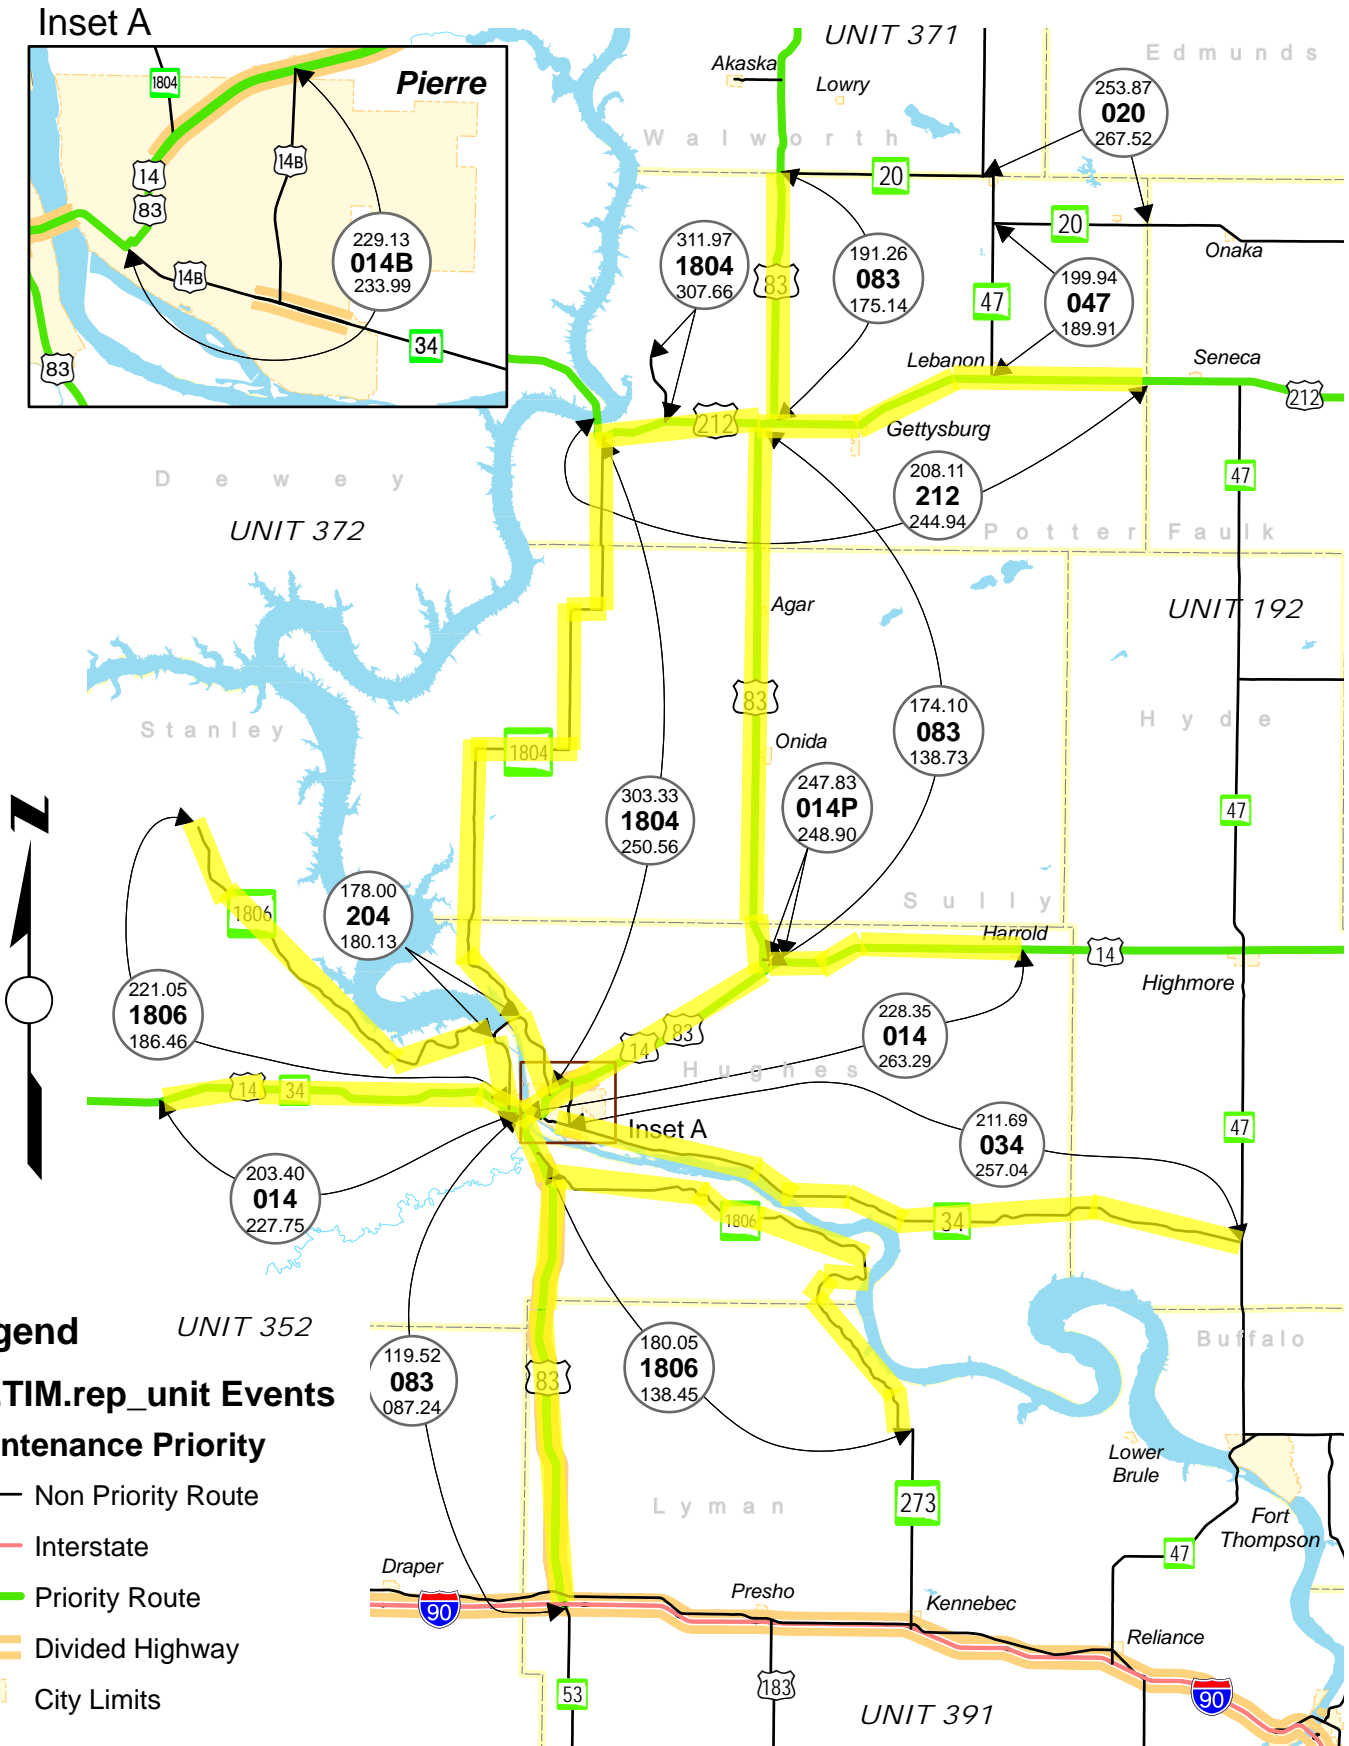 Inset A
UNIT 371
Edmunds
Akaska
Lowry
Pierre
1804
253.87
020
267.52
Walworth
14B
14
20
83
20
229.13
014B
233.99
311.97
1804
307.66
191.26
083
175.14
Onaka
14B
83
199.94
047
189.91
47
34
83
Lebanon
Seneca
212
212
Gettysburg
Dewey
208.11
212
244.94
47
UNIT 372
Potter
Faulk
Agar
UNIT 192
83
174.10
083
138.73
Stanley
Hyde
Onida
1804
247.83
014P
248.90
303.33
1804
250.56
47
178.00
204
180.13
1806
Sully
Harrold
14
Highmore
221.05
1806
186.46
228.35
014
263.29
83
14
Hughes
14
34
Inset A
211.69
034
257.04
47
203.40
014
227.75
1806
34
gend
UNIT 352
Buffalo
119.52
083
087.24
180.05
1806
138.45
83
.TIM.rep_unit Events
ntenance Priority
Lower
Brule
Non Priority Route
Lyman
273
Fort
Thompson
Interstate
47
Draper
Presho
Priority Route
90
Kennebec
Reliance
Divided Highway
City Limits
53
183
90
UNIT 391